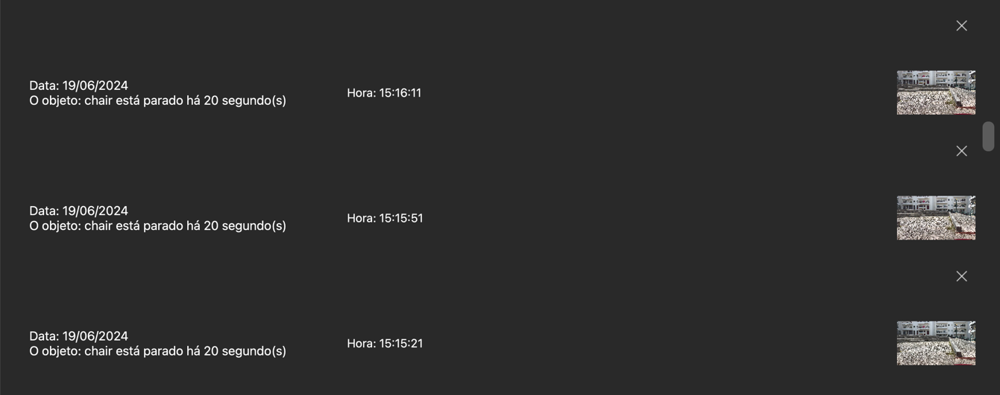 Data: 19/06/2024
O objeto: chair está parado há 20 segundo(s)
Hora: 15:16:11
Data: 19/06/2024
O objeto: chair está parado há 20 segundo(s)
Hora: 15:15:51
Data: 19/06/2024
O objeto: chair está parado há 20 segundo(s)
Hora: 15:15:21